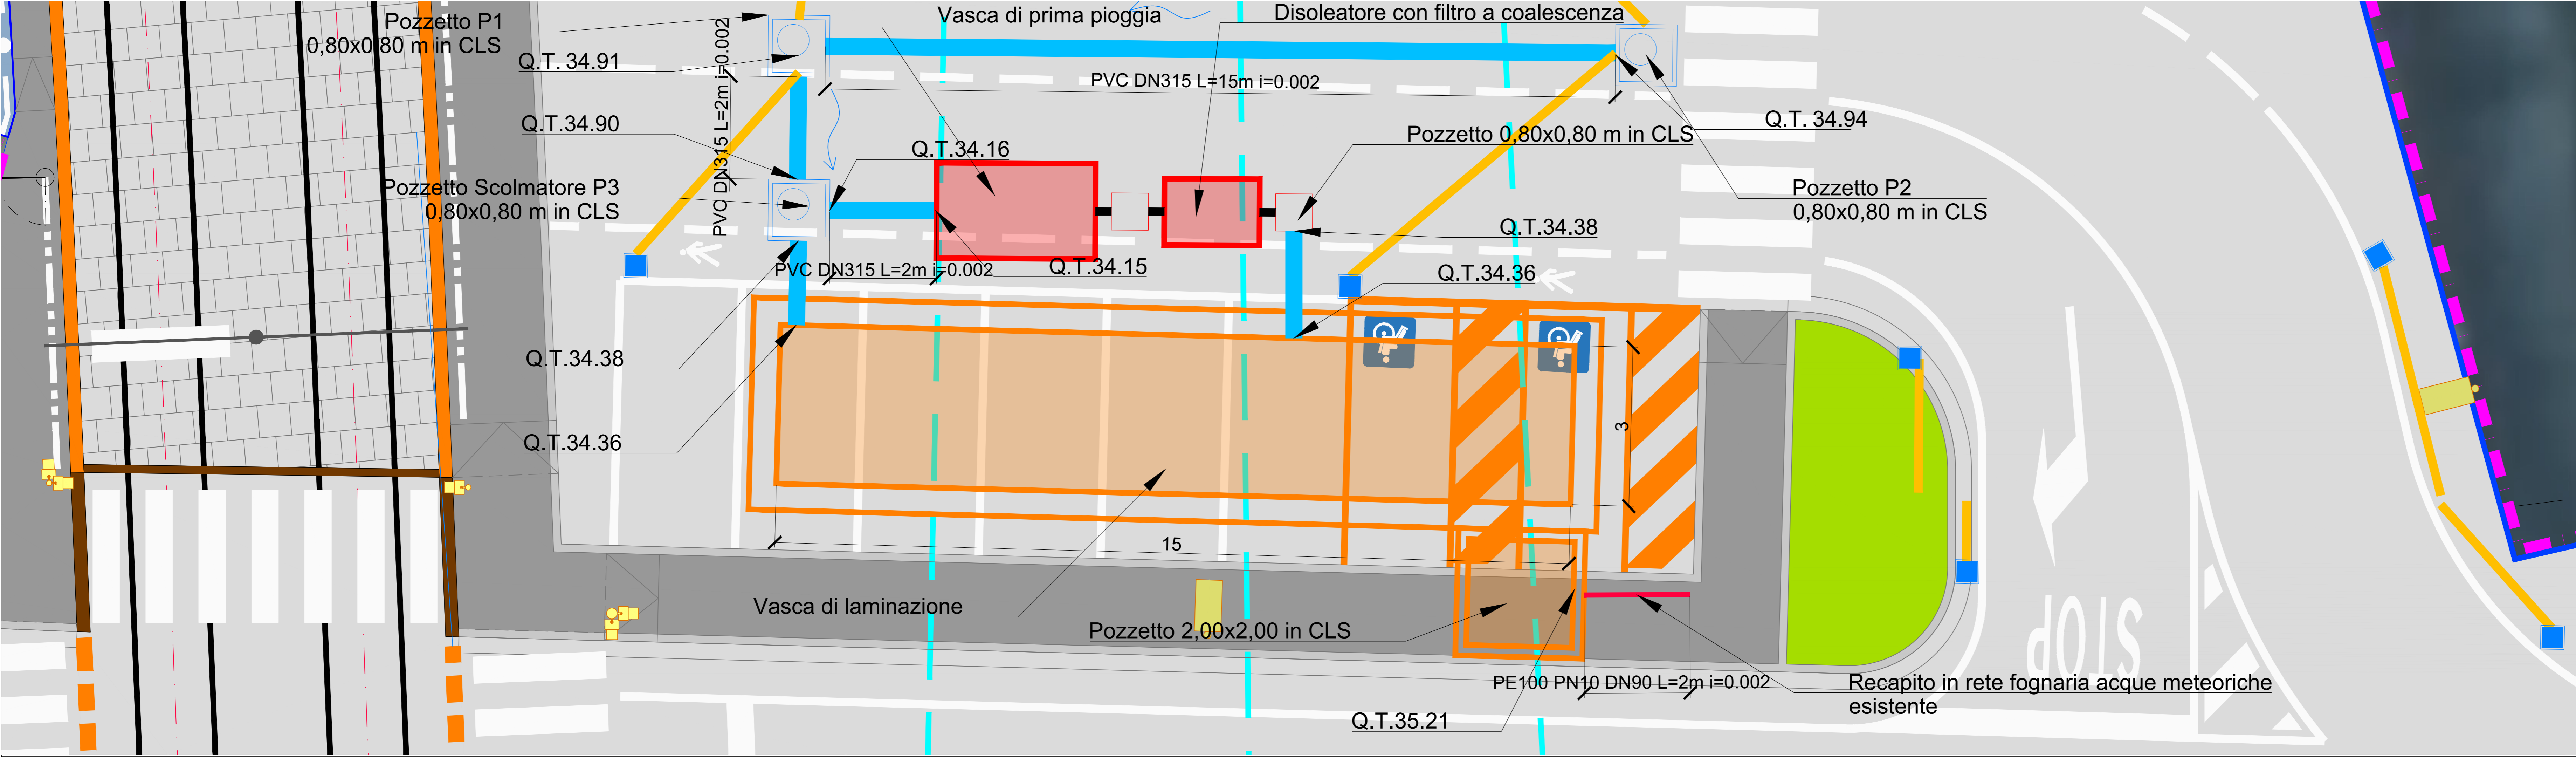 Pozzetto P1
0,80x0,80 m in CLS
Q.T. 34.91
Q.T.34.90
Pozzetto Scolmatore P3
0,80x0,80 m in CLS
PVC DN315 L=2m i=0.002
Vasca di prima pioggia
Disoleatore con filtro a coalescenza
PVC DN315 L=15m i=0.002
Q.T.34.16
Pozzetto 0,80x0,80 m in CLS
Q.T. 34.94
Pozzetto P2
0,80x0,80 m in CLS
Q.T.34.38
PVC DN315 L=2m i=0.002
Q.T.34.15
Q.T.34.36
Q.T.34.38
Q.T.34.36
3
15
Vasca di laminazione
Pozzetto 2,00x2,00 in CLS
PE100 PN10 DN90 L=2m i=0.002
Q.T.35.21
Recapito in rete fognaria acque meteoriche
esistente
STOP